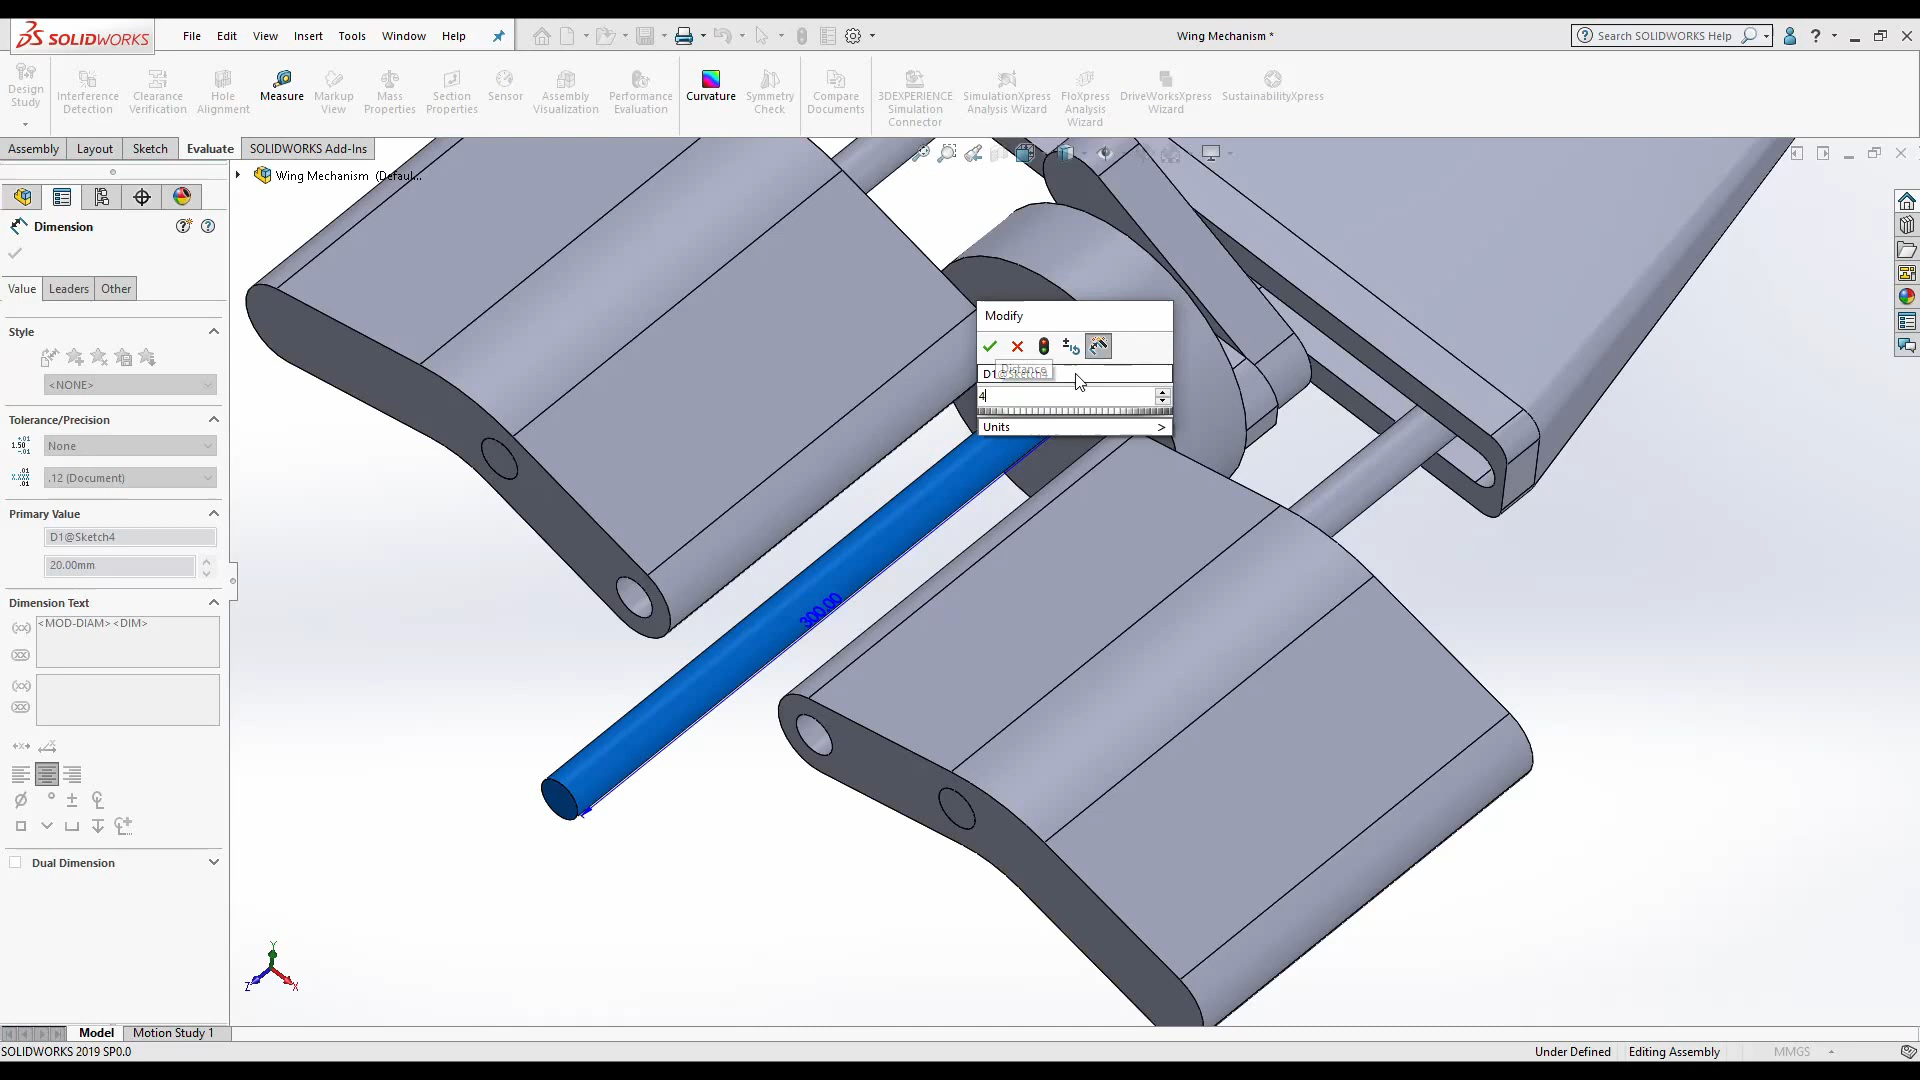 SOLIDWORKS
File Edit View Insert Tools Window Help
Wing Mechanism *
Search SOLIDWORKS Help
Design Study
Interference Detection
Clearance Verification
Hole Alignment
Measure
Markup View
Mass Properties
Section Properties
Sensor
Assembly Visualization
Performance Evaluation
Curvature
Symmetry Check
Compare Documents
3DEXPERIENCE Simulation Connector
SimulationXpress Analysis Wizard
FloXpress Analysis Wizard
DriveWorksXpress Wizard
SustainabilityXpress
Assembly Layout Sketch Evaluate SOLIDWORKS Add-Ins
Wing Mechanism (Defaul...
Dimension
Value Leaders Other
Style
<NONE>
Tolerance/Precision
None
.12 (Document)
Primary Value
D1@Sketch4
20.00mm
Dimension Text
<MOD-DIAM> <DIM>
Dual Dimension
Modify
Distance
D1@Sketch4
4
Units >
300.00
Y
Z
X
Model Motion Study 1
SOLIDWORKS 2019 SP0.0
Under Defined Editing Assembly MMGS